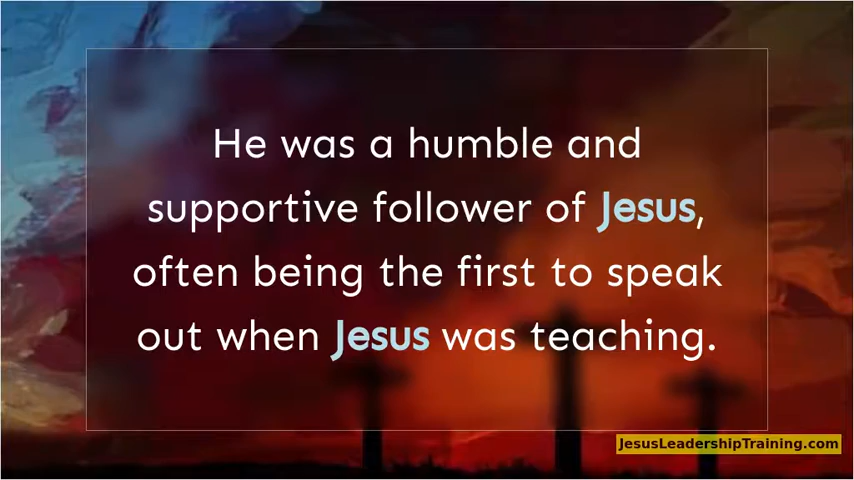 He was a humble and
supportive follower of Jesus,
often being the first to speak
out when Jesus was teaching.
JesusLeadershipTraining.com